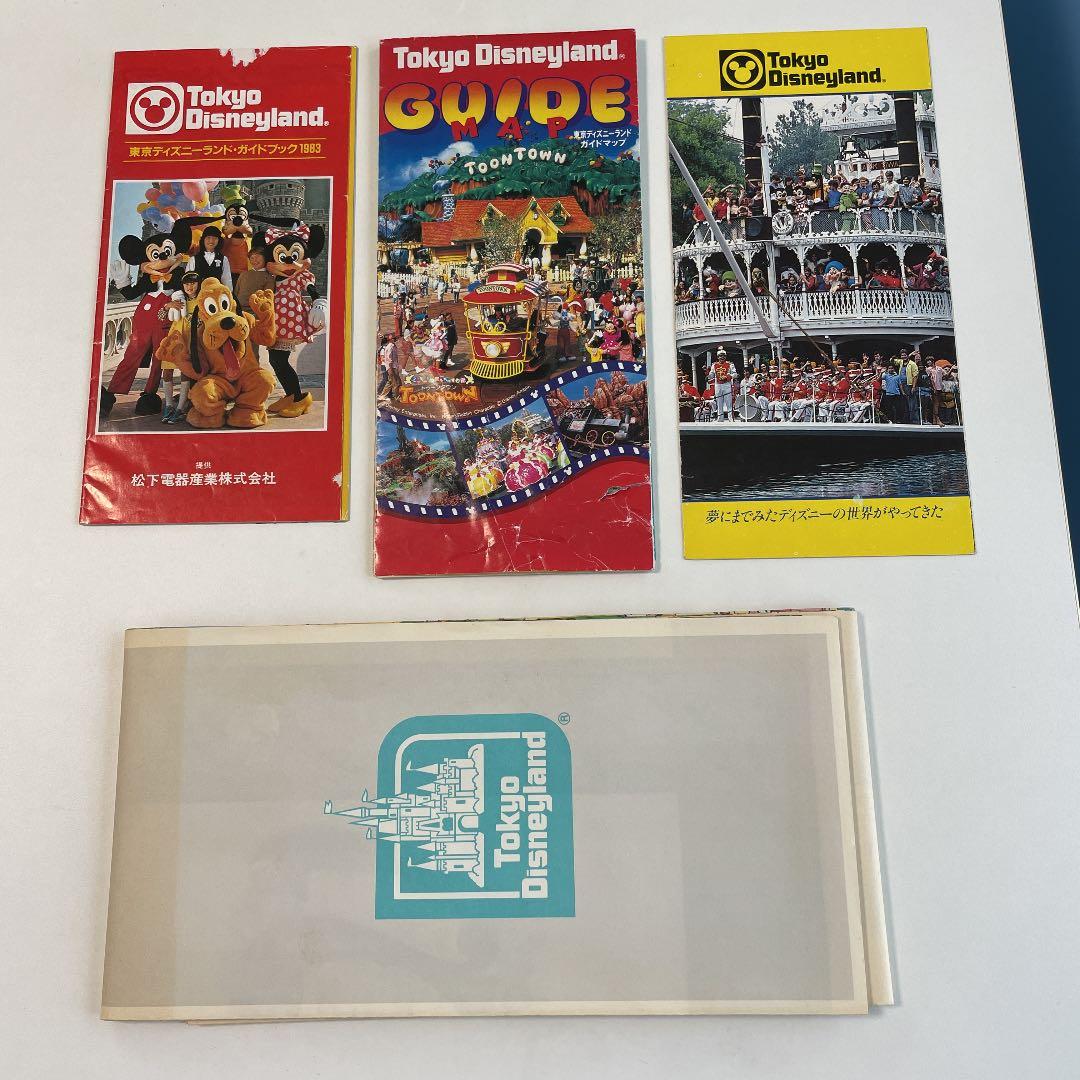 Tokyo
Disneyland®
東京ディズニーランド・ガイドブック1983
提供
松下電器産業株式会社
Tokyo Disneyland®
GUIDE
MAP
東京ディズニーランド
ガイドマップ
TOONTOWN
TOONTOWN
TOONTOWN
Tokyo
Disneyland®
夢にまでみたディズニーの世界がやってきた
Tokyo
Disneyland®